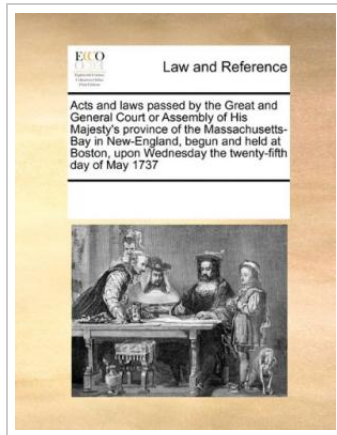 ECCO
Law and Reference
Acts and laws passed by the Great and
General Court or Assembly of His
Majesty's province of the Massachusetts-
Bay in New-England, begun and held at
Boston, upon Wednesday the twenty-fifth
day of May 1737